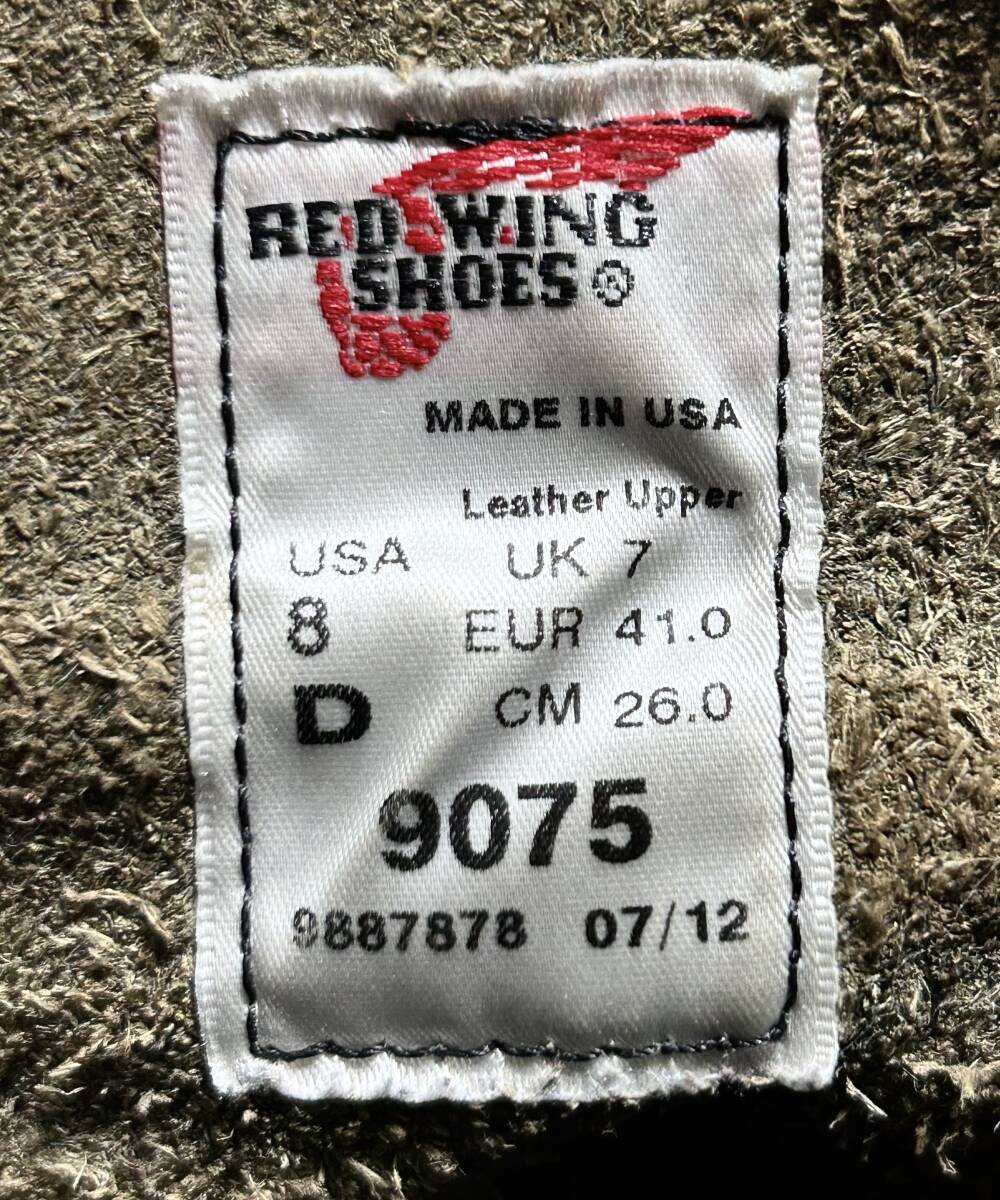 RED WING
SHOES®
MADE IN USA
Leather Upper
USA UK 7
8 EUR 41.0
D CM 26.0
9075
9887878 07/12